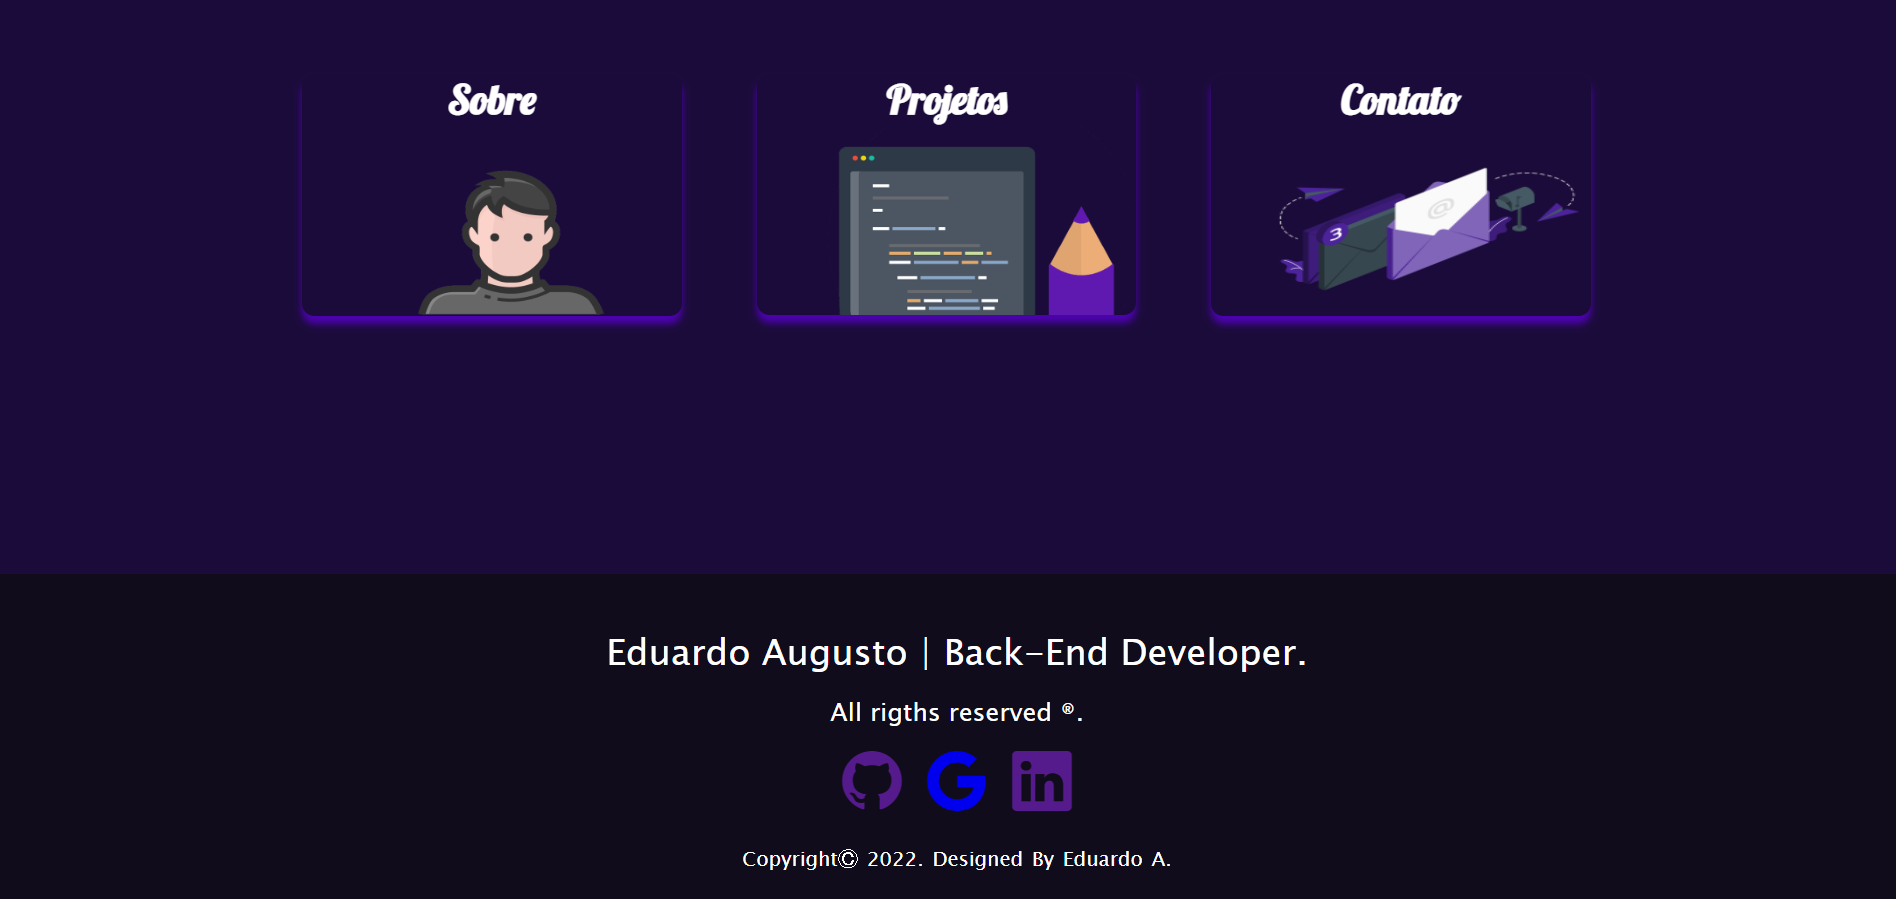 Sobre
Projetos
Contato
@
3
Eduardo Augusto | Back-End Developer.
All rigths reserved ®.
Copyright© 2022. Designed By Eduardo A.